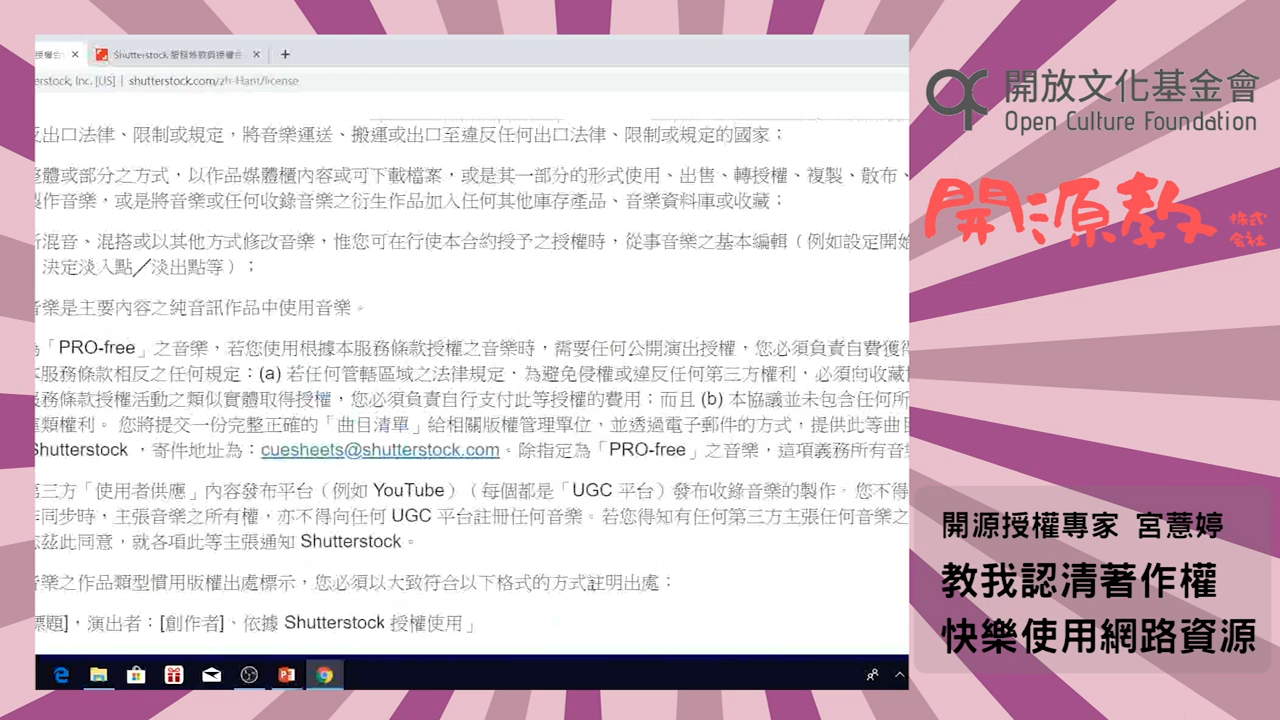 Shutterstock 服務條款與授權合
+
erstock, Inc. [US] | shutterstock.com/zh-Hant/license
反出口法律、限制或規定，將音樂運送、搬運或出口至違反任何出口法律、限制或規定的國家；
整體或部分之方式，以作品媒體櫃內容或可下載檔案，或是其一部分的形式使用、出售、轉授權、複製、散布、
製作音樂，或是將音樂或任何收錄音樂之衍生作品加入任何其他庫存產品、音樂資料庫或收藏；
新混音、混搭或以其他方式修改音樂，惟您可在行使本合約授予之授權時，從事音樂之基本編輯（例如設定開始
、決定淡入點／淡出點等）；
音樂是主要內容之純音訊作品中使用音樂。
為「PRO-free」之音樂，若您使用根據本服務條款授權之音樂時，需要任何公開演出授權，您必須負責自費獲得
本服務條款相反之任何規定：(a) 若任何管轄區域之法律規定，為避免侵權或違反任何第三方權利，必須向收藏
服務條款授權活動之類似實體取得授權，您必須負責自行支付此等授權的費用；而且 (b) 本協議並未包含任何所
這類權利。 您將提交一份完整正確的「曲目清單」給相關版權管理單位，並透過電子郵件的方式，提供此等曲目
Shutterstock ，寄件地址為：cuesheets@shutterstock.com。除指定為「PRO-free」之音樂，這項義務所有音樂
第三方「使用者供應」內容發布平台（例如 YouTube）（每個都是「UGC 平台）發布收錄音樂的製作。您不得
作同步時，主張音樂之所有權，亦不得向任何 UGC 平台註冊任何音樂。若您得知有任何第三方主張任何音樂之
您茲此同意，就各項此等主張通知 Shutterstock。
音樂之作品類型慣用版權出處標示，您必須以大致符合以下格式的方式註明出處：
標題]，演出者：[創作者]、依據 Shutterstock 授權使用」
開放文化基金會
Open Culture Foundation
開源教
株式
会社
開源授權專家 宮薏婷
教我認清著作權
快樂使用網路資源